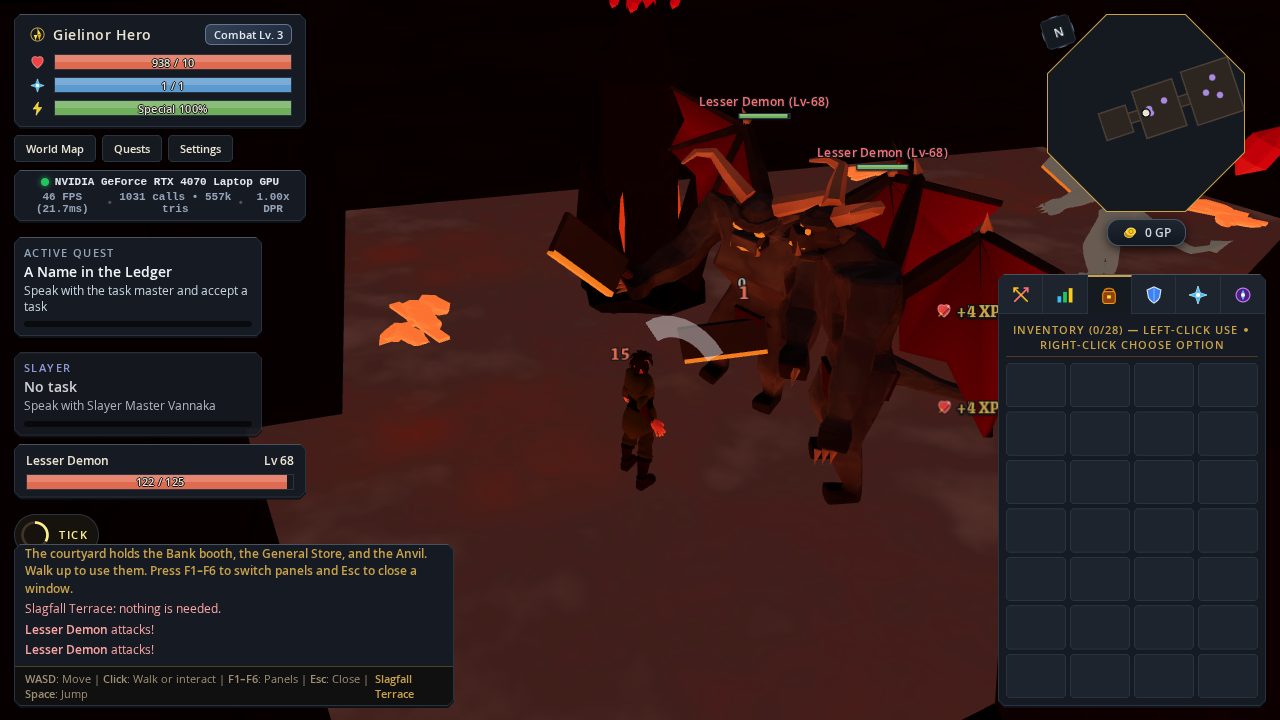 Gielinor Hero
Combat Lv. 3
938 / 10
1 / 1
Special 100%
World Map
Quests
Settings
NVIDIA GeForce RTX 4070 Laptop GPU
46 FPS • 1031 calls • 557k • 1.00x
(21.7ms) tris DPR
ACTIVE QUEST
A Name in the Ledger
Speak with the task master and accept a
task
SLAYER
No task
Speak with Slayer Master Vannaka
Lesser Demon Lv 68
122 / 125
TICK
The courtyard holds the Bank booth, the General Store, and the Anvil.
Walk up to use them. Press F1–F6 to switch panels and Esc to close a
window.
Slagfall Terrace: nothing is needed.
Lesser Demon attacks!
Lesser Demon attacks!
WASD: Move | Click: Walk or interact | F1–F6: Panels | Esc: Close |
Space: Jump
Slagfall
Terrace
Lesser Demon (Lv-68)
Lesser Demon (Lv-68)
0
1
15
+4 XP
+4 XP
N
0 GP
INVENTORY (0/28) — LEFT-CLICK USE •
RIGHT-CLICK CHOOSE OPTION